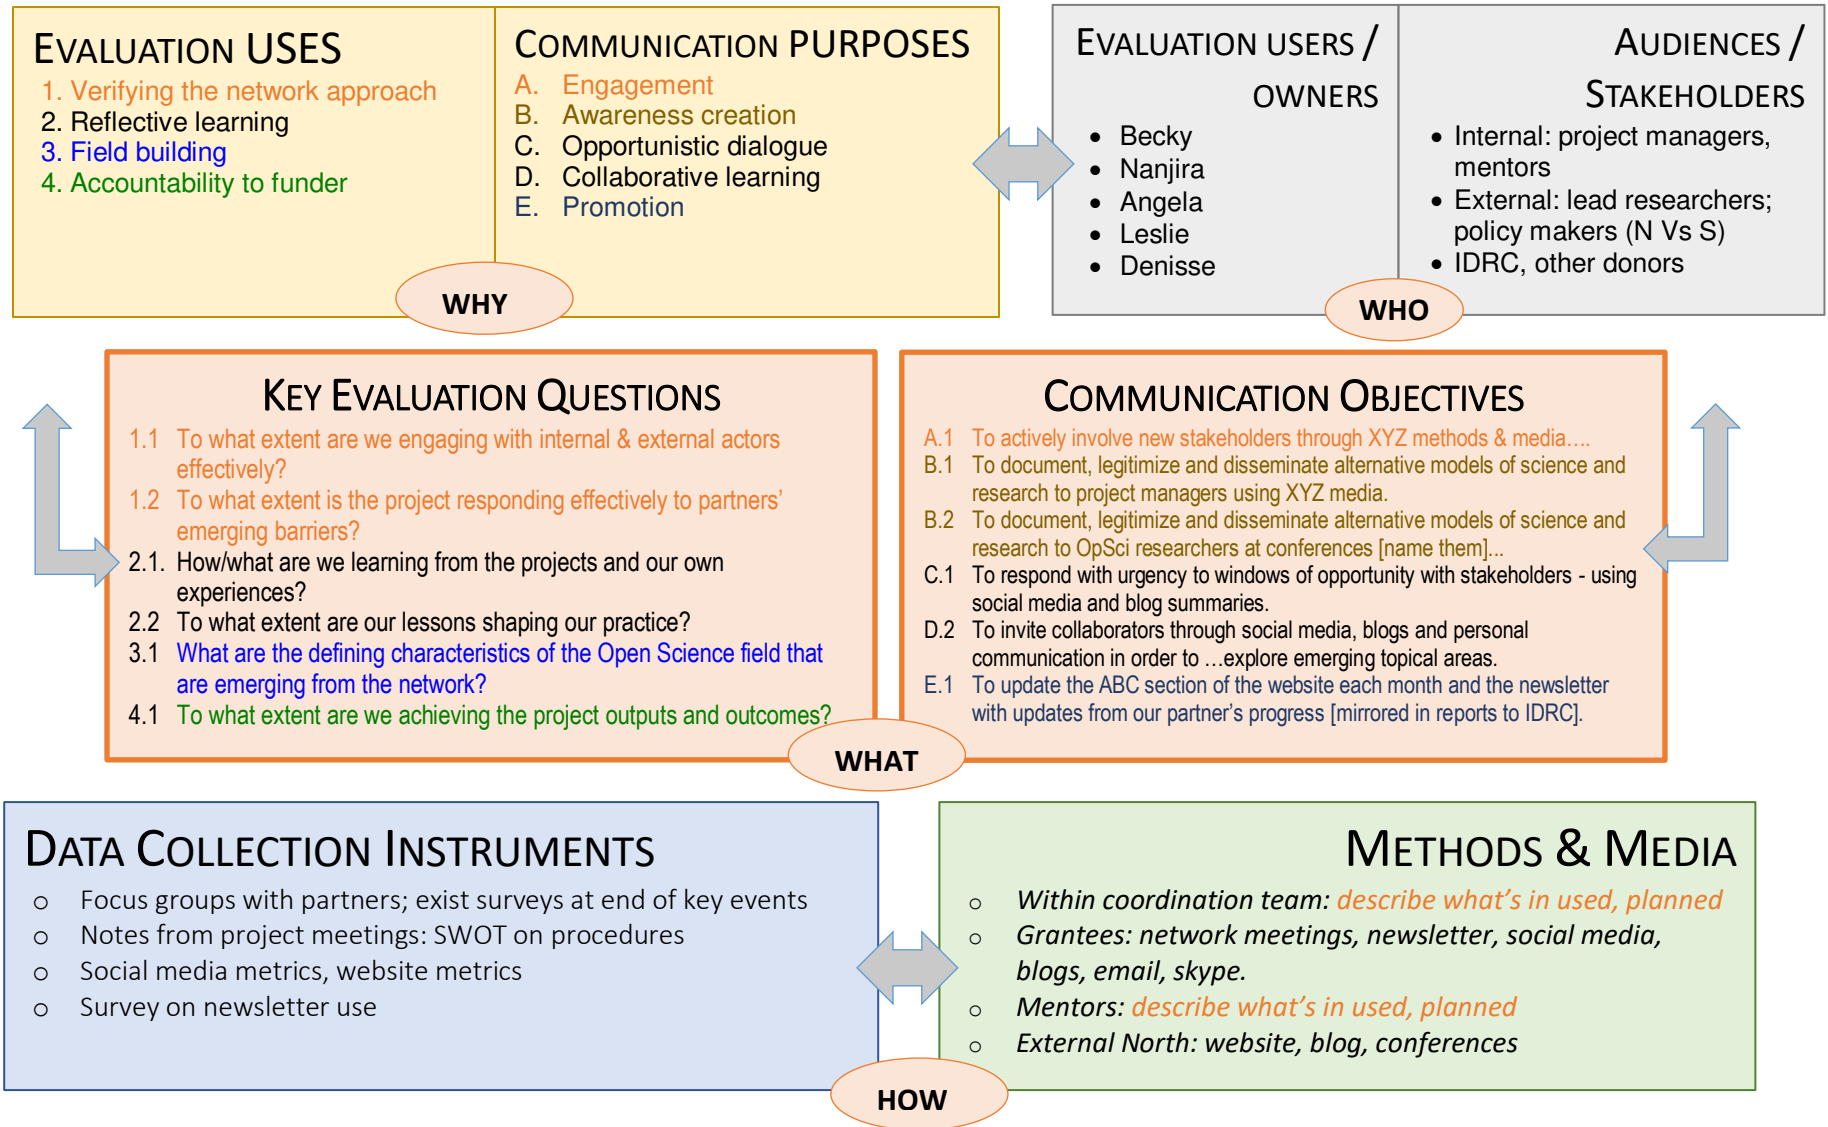 EVALUATION USES
1. Verifying the network approach
2. Reflective learning
3. Field building
4. Accountability to funder
COMMUNICATION PURPOSES
A. Engagement
B. Awareness creation
C. Opportunistic dialogue
D. Collaborative learning
E. Promotion
WHY
EVALUATION USERS /
OWNERS
• Becky
• Nanjira
• Angela
• Leslie
• Denisse
AUDIENCES /
STAKEHOLDERS
• Internal: project managers,
mentors
• External: lead researchers;
policy makers (N Vs S)
• IDRC, other donors
WHO
KEY EVALUATION QUESTIONS
1.1 To what extent are we engaging with internal & external actors
effectively?
1.2 To what extent is the project responding effectively to partners’
emerging barriers?
2.1. How/what are we learning from the projects and our own
experiences?
2.2 To what extent are our lessons shaping our practice?
3.1 What are the defining characteristics of the Open Science field that
are emerging from the network?
4.1 To what extent are we achieving the project outputs and outcomes?
COMMUNICATION OBJECTIVES
A.1 To actively involve new stakeholders through XYZ methods & media….
B.1 To document, legitimize and disseminate alternative models of science and
research to project managers using XYZ media.
B.2 To document, legitimize and disseminate alternative models of science and
research to OpSci researchers at conferences [name them]...
C.1 To respond with urgency to windows of opportunity with stakeholders - using
social media and blog summaries.
D.2 To invite collaborators through social media, blogs and personal
communication in order to …explore emerging topical areas.
E.1 To update the ABC section of the website each month and the newsletter
with updates from our partner’s progress [mirrored in reports to IDRC].
WHAT
DATA COLLECTION INSTRUMENTS
o Focus groups with partners; exist surveys at end of key events
o Notes from project meetings: SWOT on procedures
o Social media metrics, website metrics
o Survey on newsletter use
METHODS & MEDIA
o Within coordination team: describe what’s in used, planned
o Grantees: network meetings, newsletter, social media,
blogs, email, skype.
o Mentors: describe what’s in used, planned
o External North: website, blog, conferences
HOW